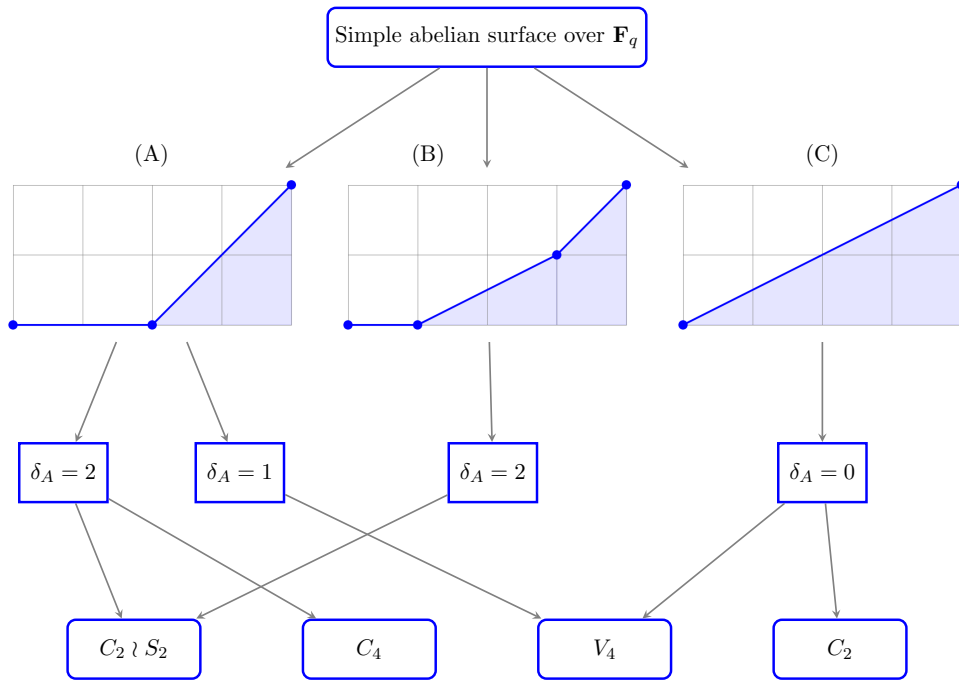 Simple abelian surface over F_q
(A)
(B)
(C)
δ_A = 2
δ_A = 1
δ_A = 2
δ_A = 0
C_2 ≀ S_2
C_4
V_4
C_2